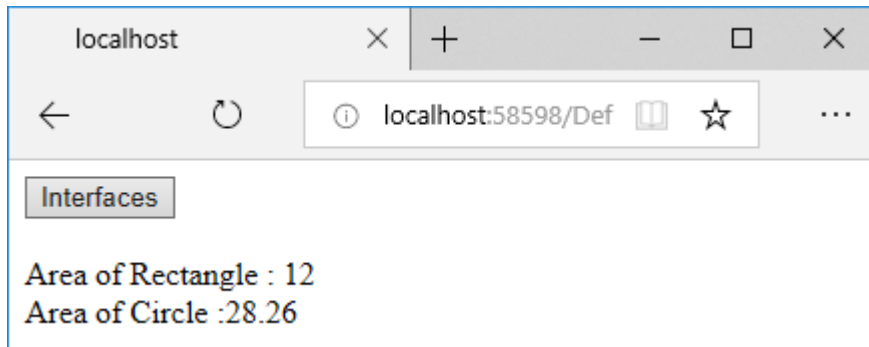 localhost
localhost:58598/Def
Interfaces
Area of Rectangle : 12
Area of Circle :28.26